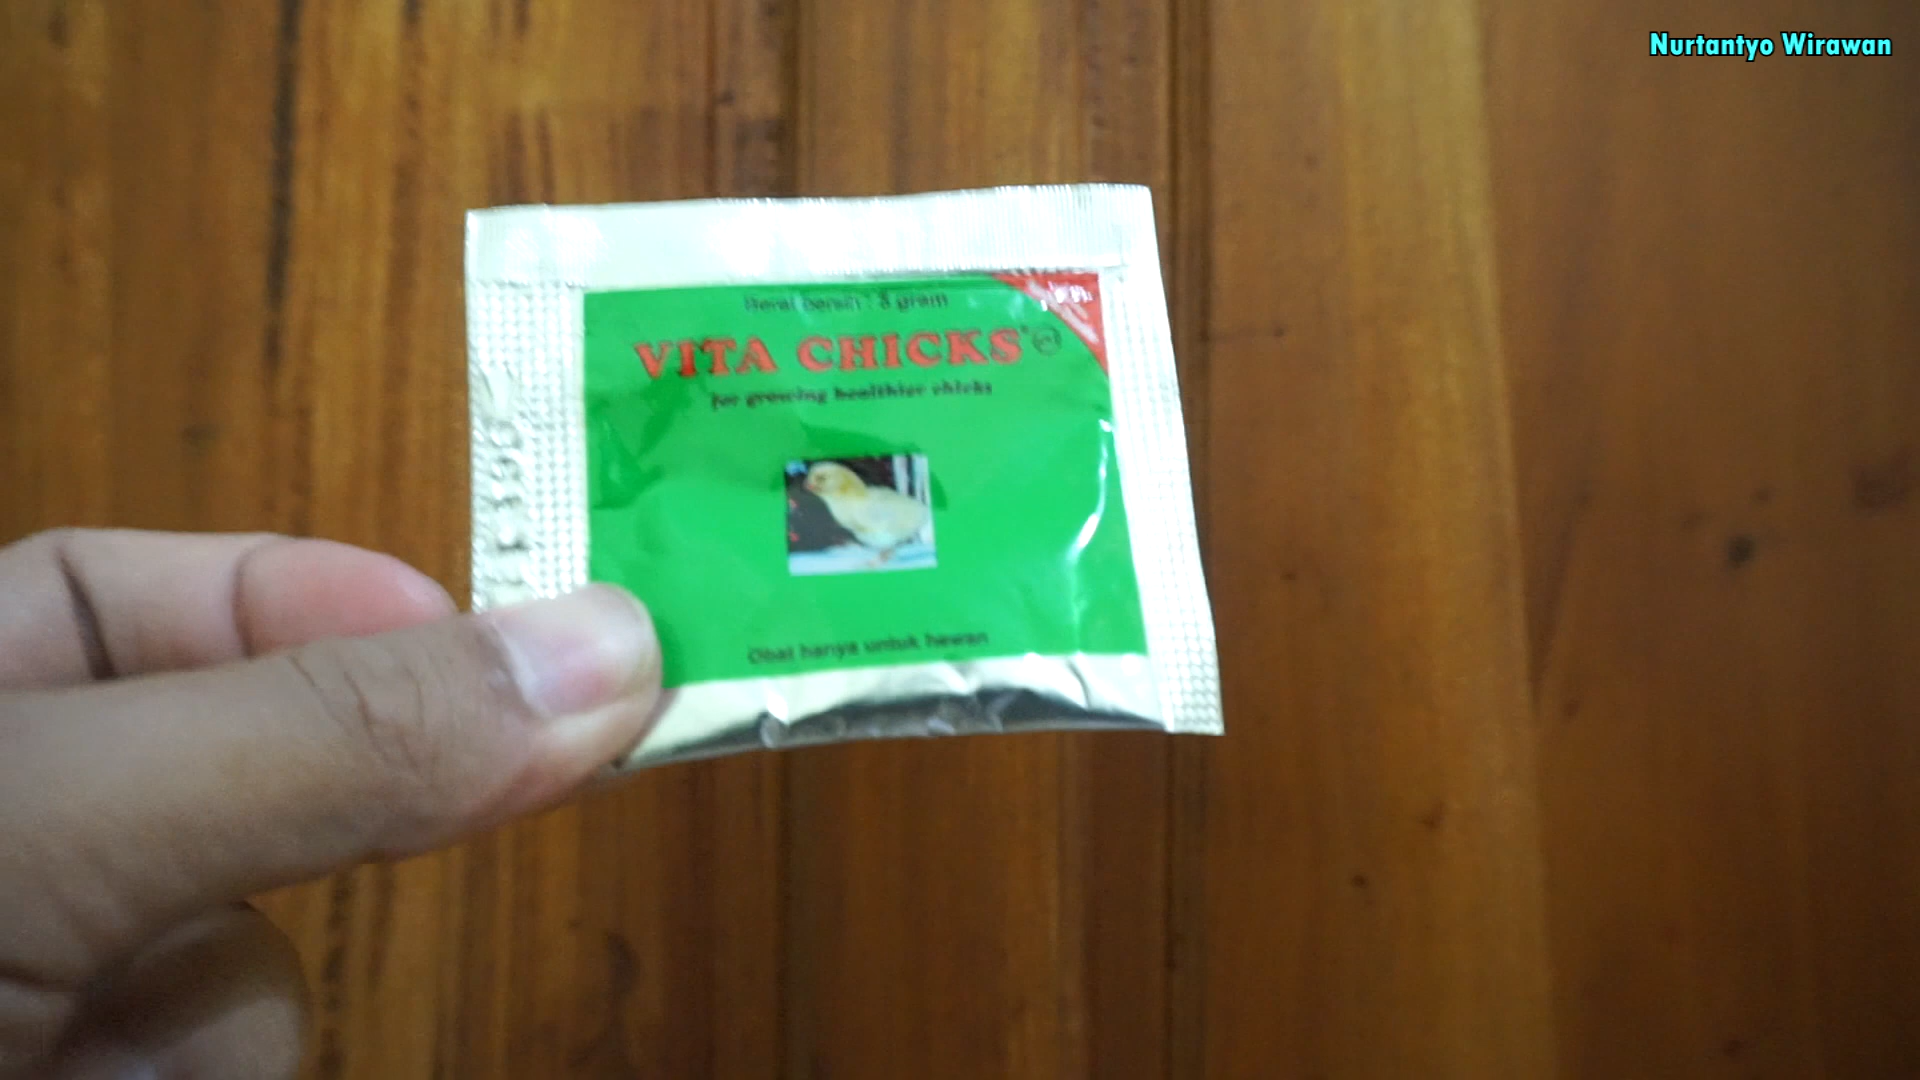 Nurtantyo Wirawan
Berat bersih : 5 gram
VITA CHICKS®
for growing healthier chicks
Obat hanya untuk hewan